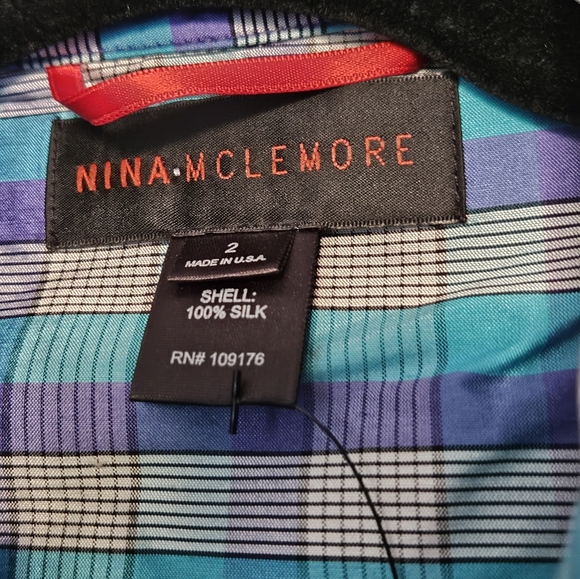 NINA·MCLEMORE
2
MADE IN U.S.A.
SHELL:
100% SILK
RN# 109176